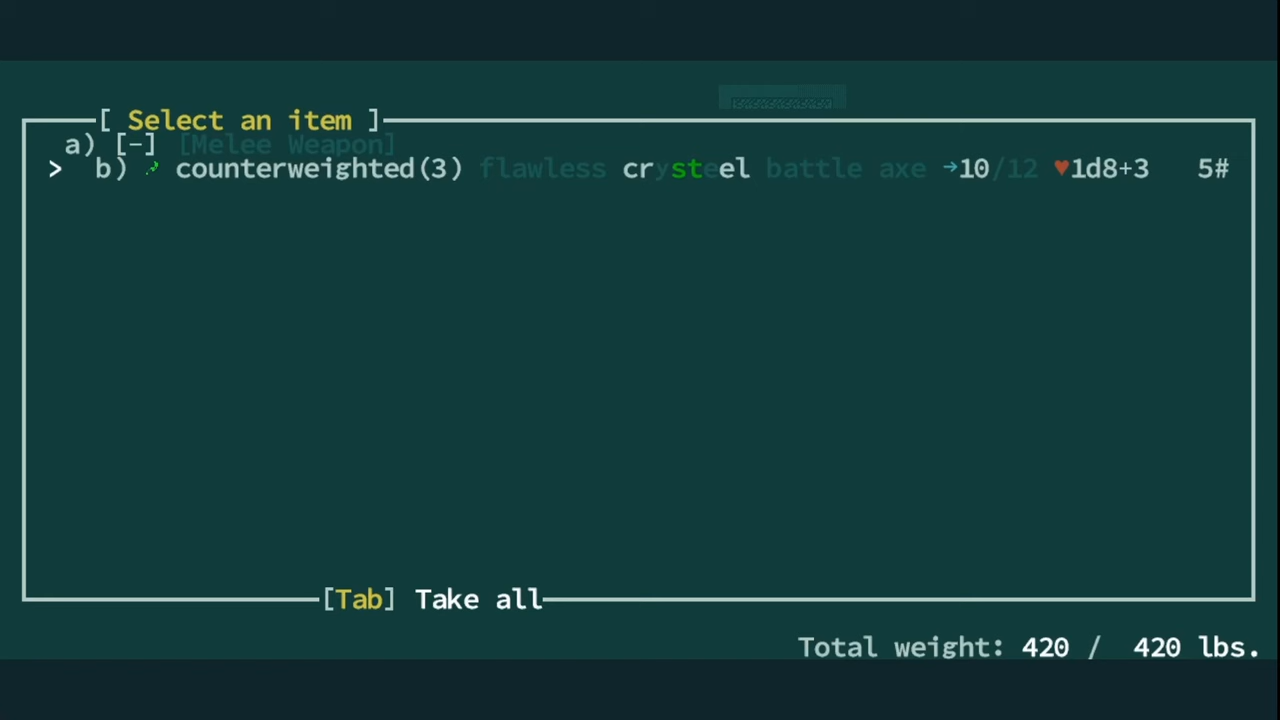 [ Select an item ]
a) [-] [Melee Weapon]
> b) counterweighted(3) flawless crysteel battle axe →10/12 ♥1d8+3 5#
[Tab] Take all
Total weight: 420 / 420 lbs.